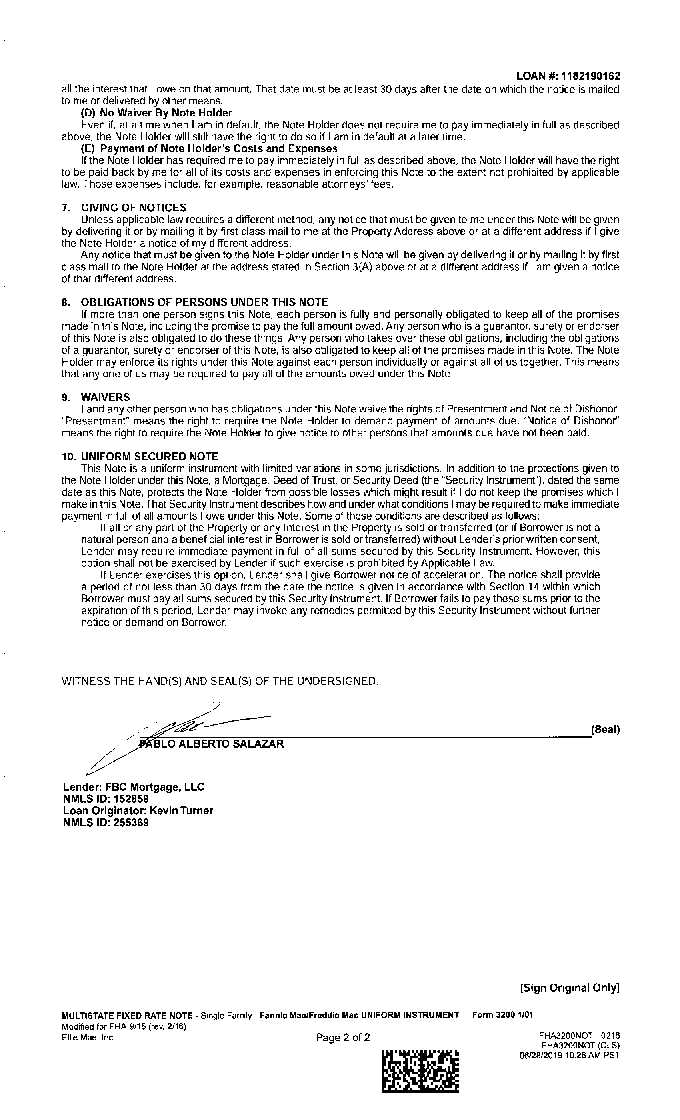 LOAN #: 1182190162
all the interest that I owe on that amount. That date must be at least 30 days after the date on which the notice is mailed
to me or delivered by other means.
(D) No Waiver By Note Holder
Even if, at a time when I am in default, the Note Holder does not require me to pay immediately in full as described
above, the Note Holder will still have the right to do so if I am in default at a later time.
(E) Payment of Note Holder's Costs and Expenses
If the Note Holder has required me to pay immediately in full as described above, the Note Holder will have the right
to be paid back by me for all of its costs and expenses in enforcing this Note to the extent not prohibited by applicable
law. Those expenses include, for example, reasonable attorneys' fees.
7. GIVING OF NOTICES
Unless applicable law requires a different method, any notice that must be given to me under this Note will be given
by delivering it or by mailing it by first class mail to me at the Property Address above or at a different address if I give
the Note Holder a notice of my different address.
Any notice that must be given to the Note Holder under this Note will be given by delivering it or by mailing it by first
class mail to the Note Holder at the address stated in Section 3(A) above or at a different address if I am given a notice
of that different address.
8. OBLIGATIONS OF PERSONS UNDER THIS NOTE
If more than one person signs this Note, each person is fully and personally obligated to keep all of the promises
made in this Note, including the promise to pay the full amount owed. Any person who is a guarantor, surety or endorser
of this Note is also obligated to do these things. Any person who takes over these obligations, including the obligations
of a guarantor, surety or endorser of this Note, is also obligated to keep all of the promises made in this Note. The Note
Holder may enforce its rights under this Note against each person individually or against all of us together. This means
that any one of us may be required to pay all of the amounts owed under this Note.
9. WAIVERS
I and any other person who has obligations under this Note waive the rights of Presentment and Notice of Dishonor.
"Presentment" means the right to require the Note Holder to demand payment of amounts due. "Notice of Dishonor"
means the right to require the Note Holder to give notice to other persons that amounts due have not been paid.
10. UNIFORM SECURED NOTE
This Note is a uniform instrument with limited variations in some jurisdictions. In addition to the protections given to
the Note Holder under this Note, a Mortgage, Deed of Trust, or Security Deed (the "Security Instrument"), dated the same
date as this Note, protects the Note Holder from possible losses which might result if I do not keep the promises which I
make in this Note. That Security Instrument describes how and under what conditions I may be required to make immediate
payment in full of all amounts I owe under this Note. Some of those conditions are described as follows:
If all or any part of the Property or any Interest in the Property is sold or transferred (or if Borrower is not a
natural person and a beneficial interest in Borrower is sold or transferred) without Lender's prior written consent,
Lender may require immediate payment in full of all sums secured by this Security Instrument. However, this
option shall not be exercised by Lender if such exercise is prohibited by Applicable Law.
If Lender exercises this option, Lender shall give Borrower notice of acceleration. The notice shall provide
a period of not less than 30 days from the date the notice is given in accordance with Section 14 within which
Borrower must pay all sums secured by this Security Instrument. If Borrower fails to pay these sums prior to the
expiration of this period, Lender may invoke any remedies permitted by this Security Instrument without further
notice or demand on Borrower.
WITNESS THE HAND(S) AND SEAL(S) OF THE UNDERSIGNED.
(Seal)
PABLO ALBERTO SALAZAR
Lender: FBC Mortgage, LLC
NMLS ID: 152859
Loan Originator: Kevin Turner
NMLS ID: 255369
[Sign Original Only]
MULTISTATE FIXED RATE NOTE - Single Family - Fannie Mae/Freddie Mac UNIFORM INSTRUMENT Form 3200 1/01
Modified for FHA 9/15 (rev. 2/16)
Ellie Mae, Inc.
Page 2 of 2
FHA3200NOT 0216
FHA3200NOT (CLS)
06/28/2019 10:26 AM PST